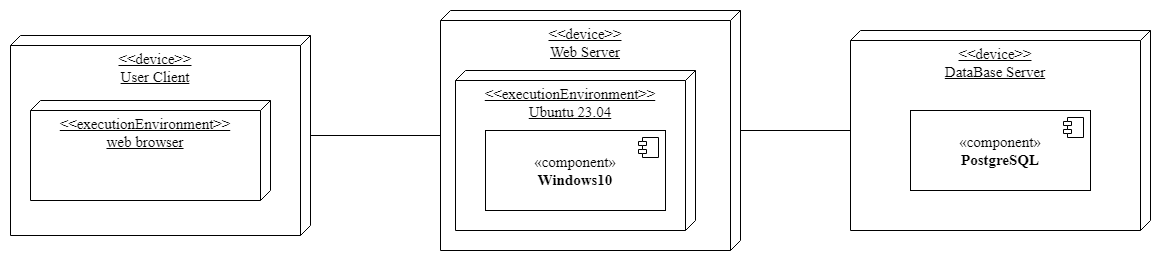 <<device>>
User Client
<<executionEnvironment>>
web browser
<<device>>
Web Server
<<executionEnvironment>>
Ubuntu 23.04
«component»
Windows10
<<device>>
DataBase Server
«component»
PostgreSQL